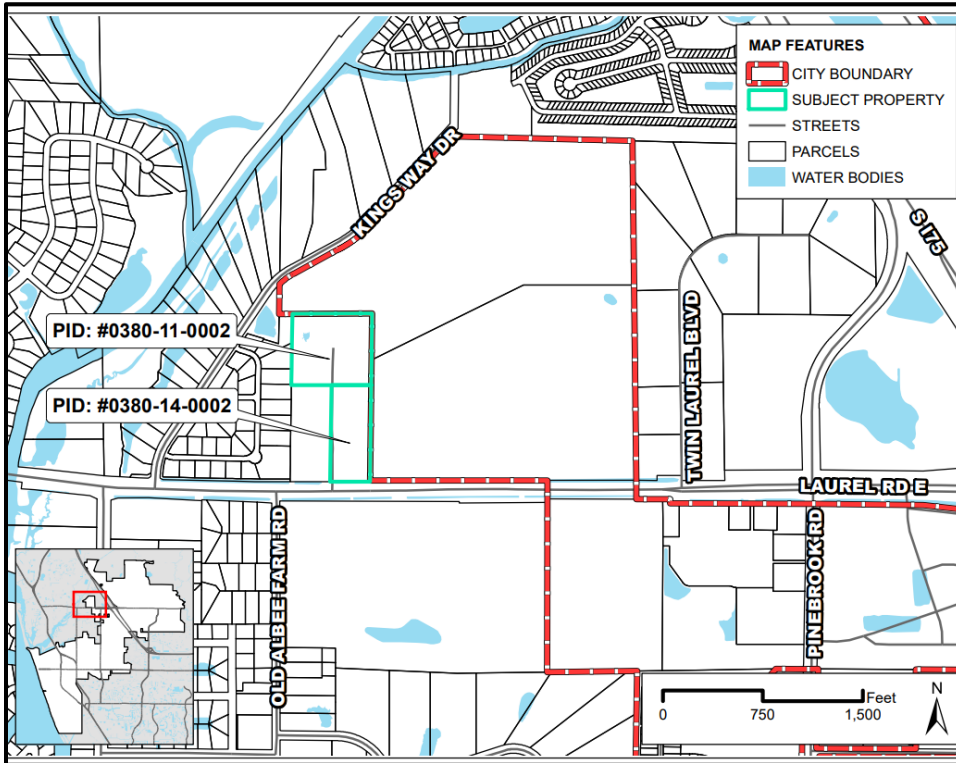 MAP FEATURES
CITY BOUNDARY
SUBJECT PROPERTY
STREETS
PARCELS
WATER BODIES
KINGS WAY DR
S I75
PID: #0380-11-0002
TWIN LAUREL BLVD
PID: #0380-14-0002
LAUREL RD E
OLD ALBEE FARM RD
PINEBROOK RD
Feet
0 750 1,500
N